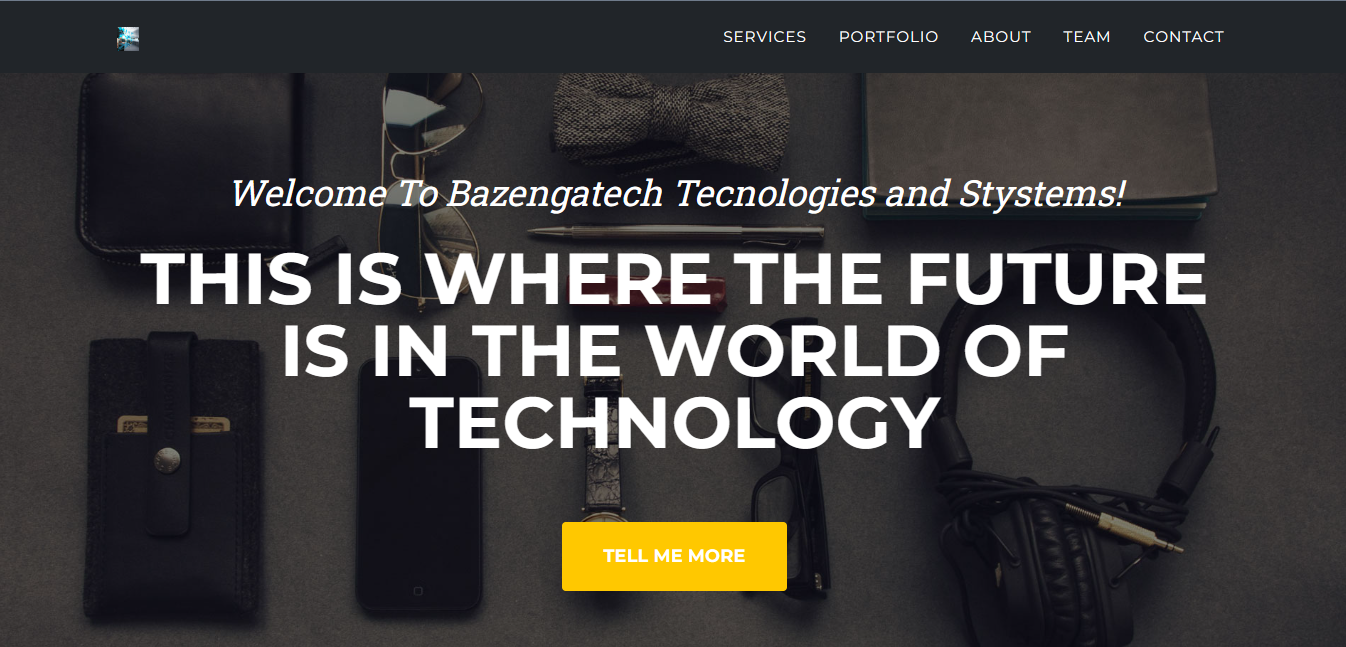 SERVICES PORTFOLIO ABOUT TEAM CONTACT
Welcome To Bazengatech Tecnologies and Stystems!
THIS IS WHERE THE FUTURE
IS IN THE WORLD OF
TECHNOLOGY
TELL ME MORE